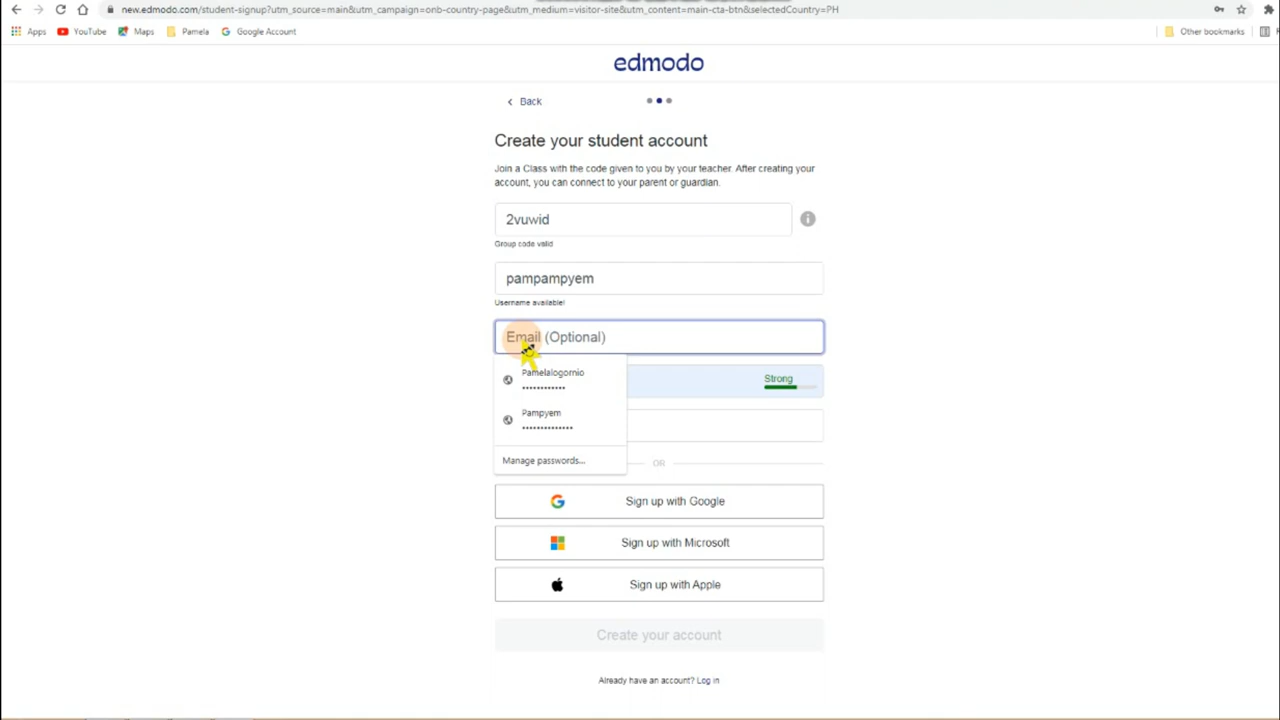 new.edmodo.com/student-signup?utm_source=main&utm_campaign=onb-country-page&utm_medium=visitor-site&utm_content=main-cta-btn&selectedCountry=PH
Apps YouTube Maps Pamela Google Account Other bookmarks
edmodo
Back
Create your student account
Join a Class with the code given to you by your teacher. After creating your
account, you can connect to your parent or guardian.
2vuwid
Group code valid
pampampyem
Username available!
Email (Optional)
Pamelalogornio
••••••••••••
Strong
Pampyem
••••••••••••••
Manage passwords...
OR
Sign up with Google
Sign up with Microsoft
Sign up with Apple
Create your account
Already have an account? Log in